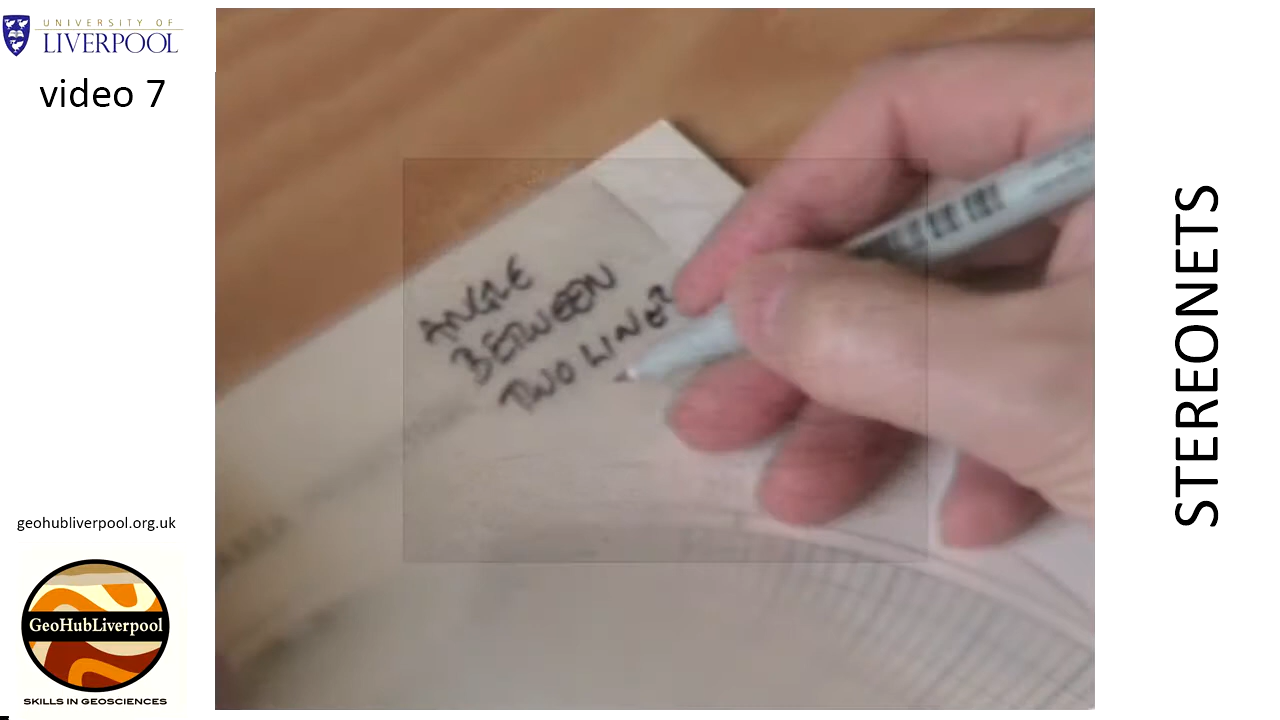 UNIVERSITY OF
LIVERPOOL
video 7
ANGLE
BETWEEN
TWO LINES
STEREONETS
geohubliverpool.org.uk
GeoHubLiverpool
SKILLS IN GEOSCIENCES